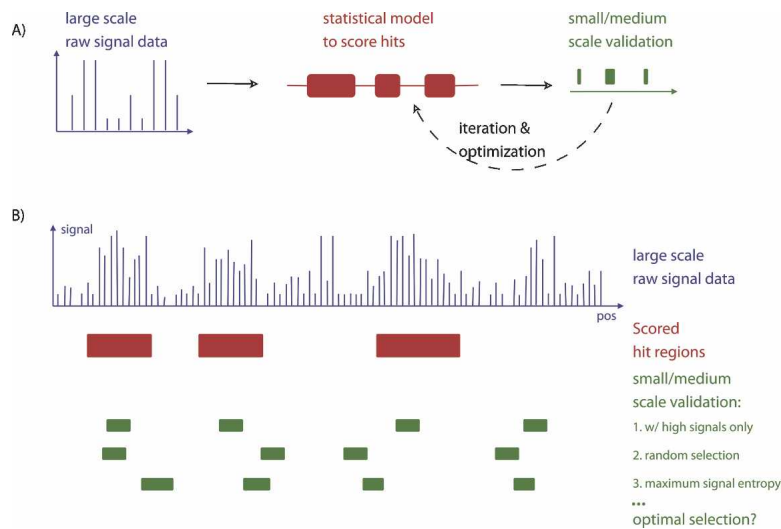 A)
large scale
raw signal data
statistical model
to score hits
small/medium
scale validation
iteration &
optimization
B)
signal
pos
large scale
raw signal data
Scored
hit regions
small/medium
scale validation:
1. w/ high signals only
2. random selection
3. maximum signal entropy
...
optimal selection?